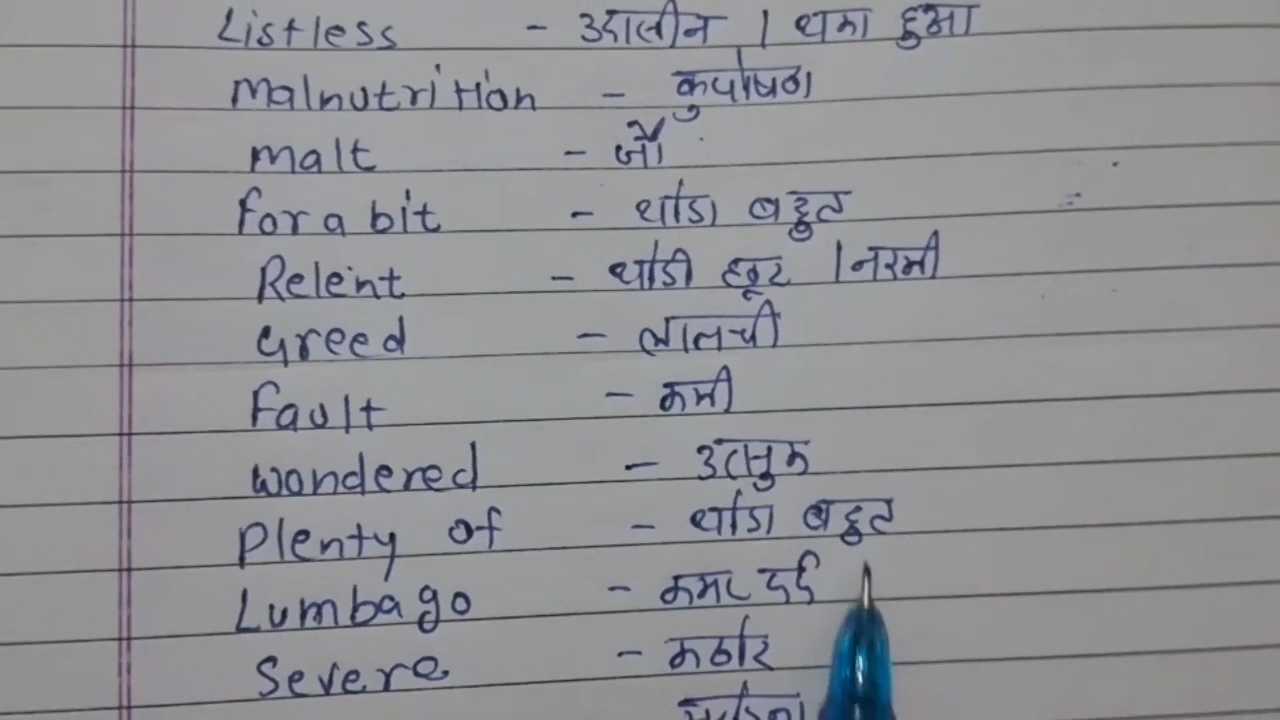 Listless - उदासीन । थका हुआ
Malnutrition - कुपोषण
Malt - जौ
For a bit - थोडा बहुत
Relent - थोडी छूट । नरमी
Greed - लालची
Fault - कमी
Wondered - उत्सुक
Plenty of - थोडा बहुत
Lumbago - कमर दर्द
Severe - कठोर